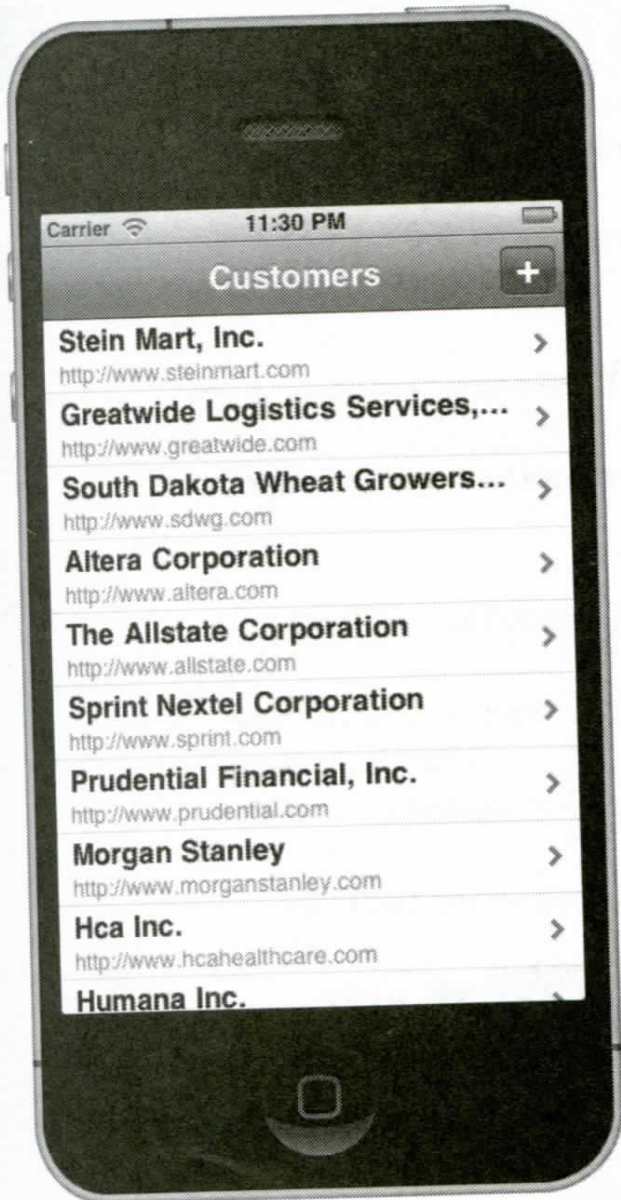 Carrier 11:30 PM
Customers +
Stein Mart, Inc.
http://www.steinmart.com
Greatwide Logistics Services,...
http://www.greatwide.com
South Dakota Wheat Growers...
http://www.sdwg.com
Altera Corporation
http://www.altera.com
The Allstate Corporation
http://www.allstate.com
Sprint Nextel Corporation
http://www.sprint.com
Prudential Financial, Inc.
http://www.prudential.com
Morgan Stanley
http://www.morganstanley.com
Hca Inc.
http://www.hcahealthcare.com
Humana Inc.